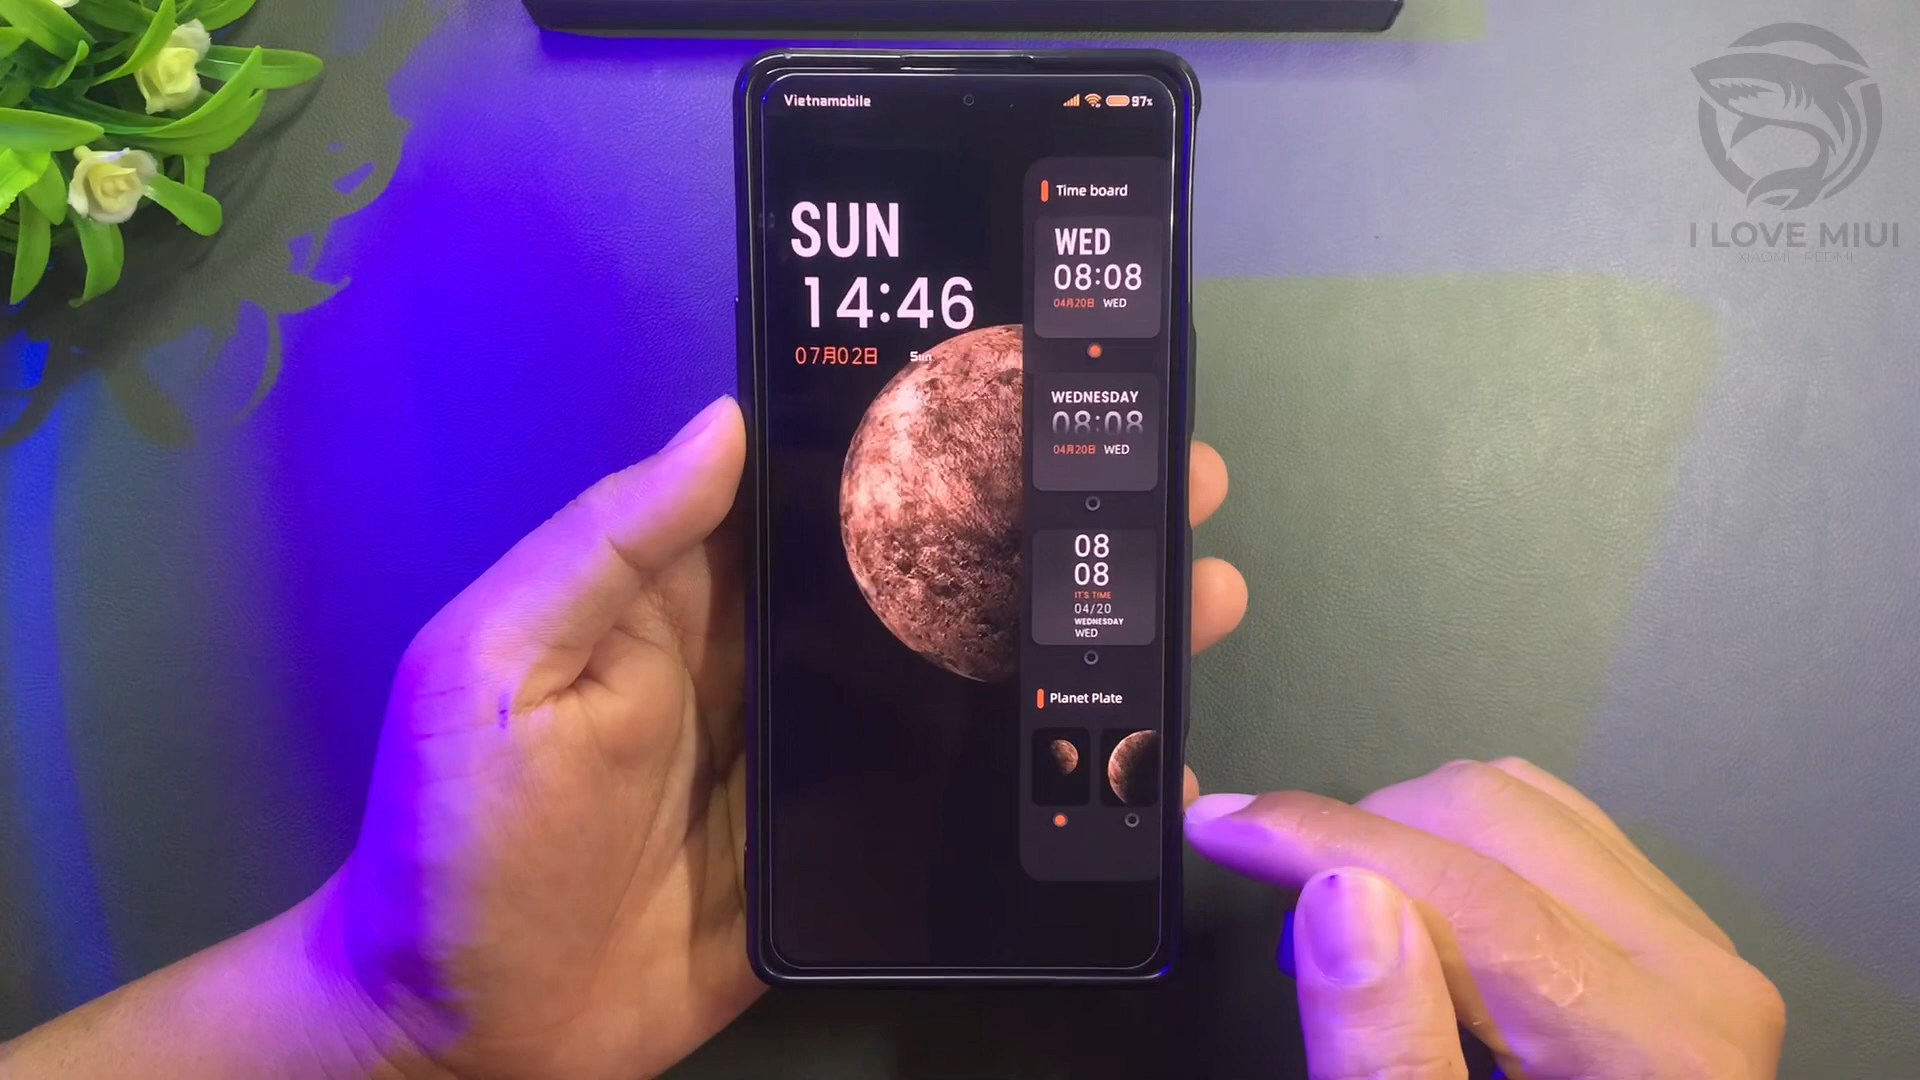 Vietnamobile
97%
SUN
14:46
07月02日 Sun
Time board
WED
08:08
04月20日 WED
WEDNESDAY
08:08
04月20日 WED
08
08
IT'S TIME
04/20
WEDNESDAY
WED
Planet Plate
I LOVE MIUI
XIAOMI REDMI